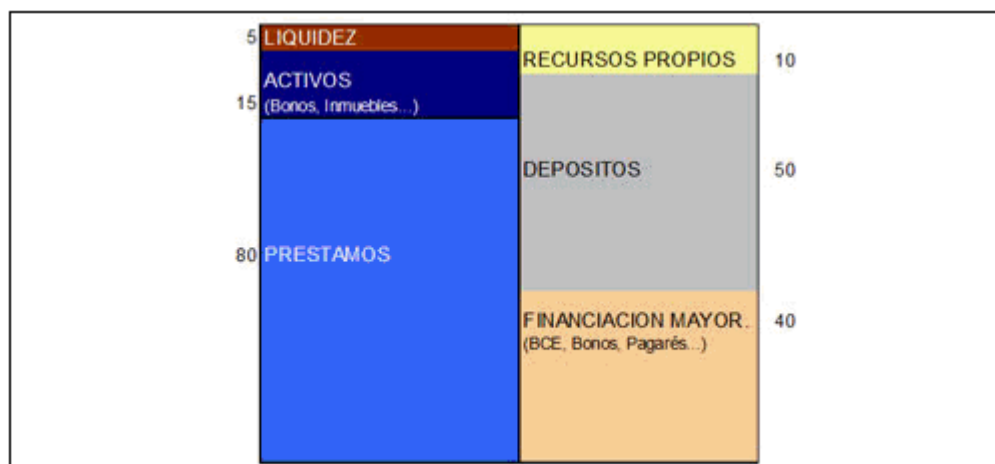 5 LIQUIDEZ
ACTIVOS
15 (Bonos, Inmuebles...)
80 PRESTAMOS
RECURSOS PROPIOS 10
DEPOSITOS 50
FINANCIACION MAYOR. 40
(BCE, Bonos, Pagarés...)